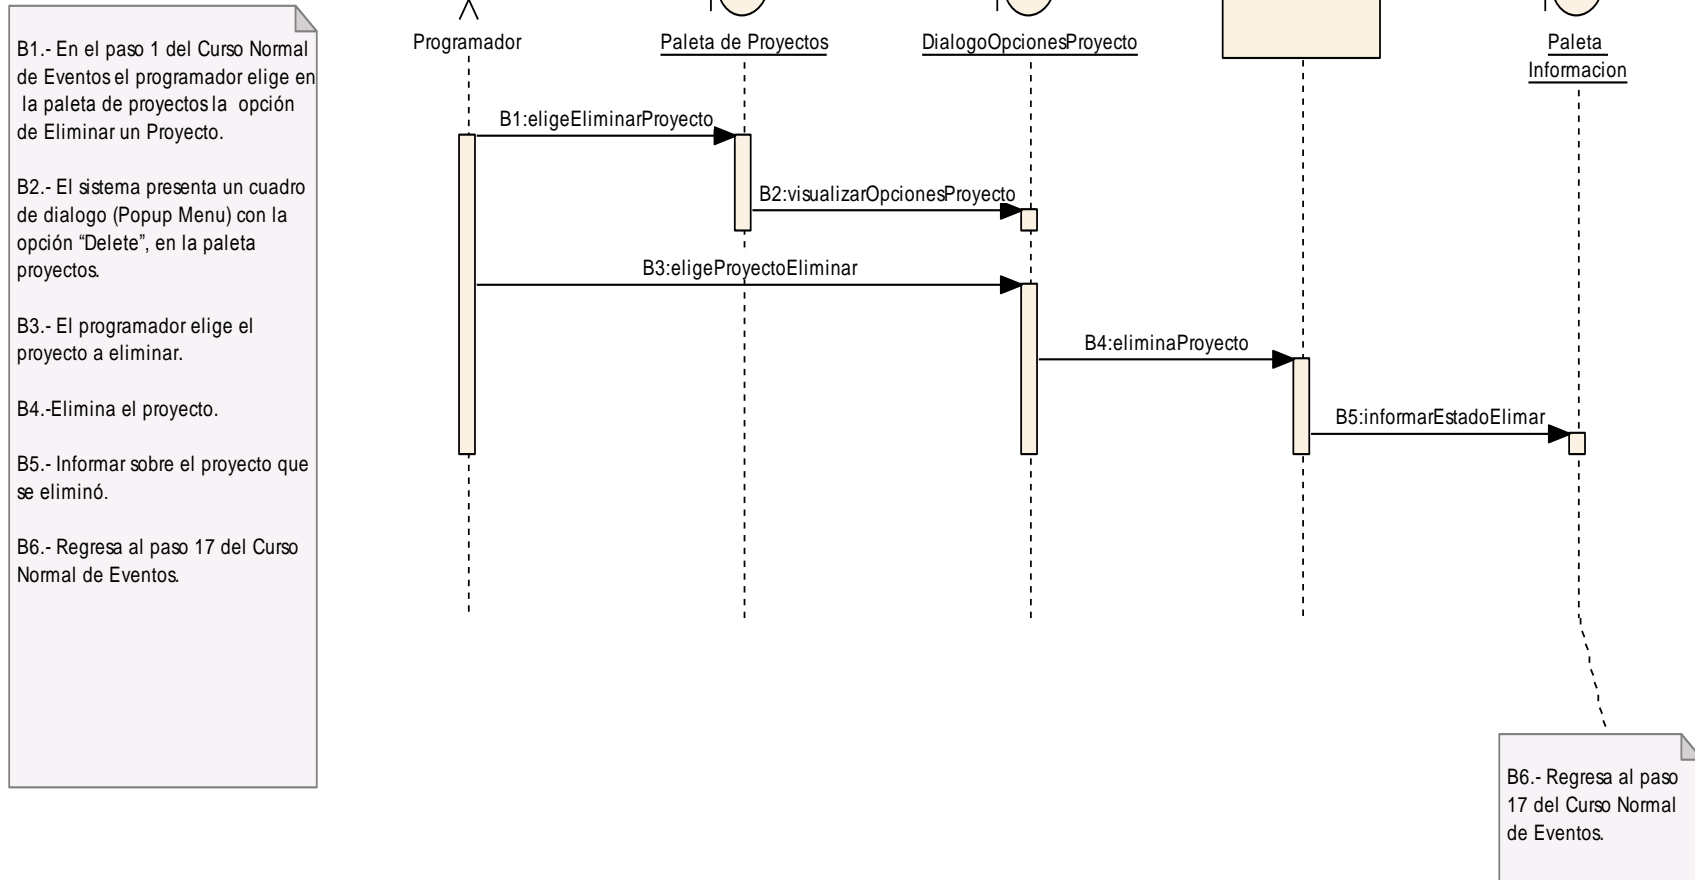 B1.- En el paso 1 del Curso Normal
de Eventos el programador elige en
la paleta de proyectos la opción
de Eliminar un Proyecto.
B2.- El sistema presenta un cuadro
de dialogo (Popup Menu) con la
opción “Delete”, en la paleta
proyectos.
B3.- El programador elige el
proyecto a eliminar.
B4.-Elimina el proyecto.
B5.- Informar sobre el proyecto que
se eliminó.
B6.- Regresa al paso 17 del Curso
Normal de Eventos.
Programador
Paleta de Proyectos
DialogoOpcionesProyecto
Paleta
Informacion
B1:eligeEliminarProyecto
B2:visualizarOpcionesProyecto
B3:eligeProyectoEliminar
B4:eliminaProyecto
B5:informarEstadoElimar
B6.- Regresa al paso
17 del Curso Normal
de Eventos.